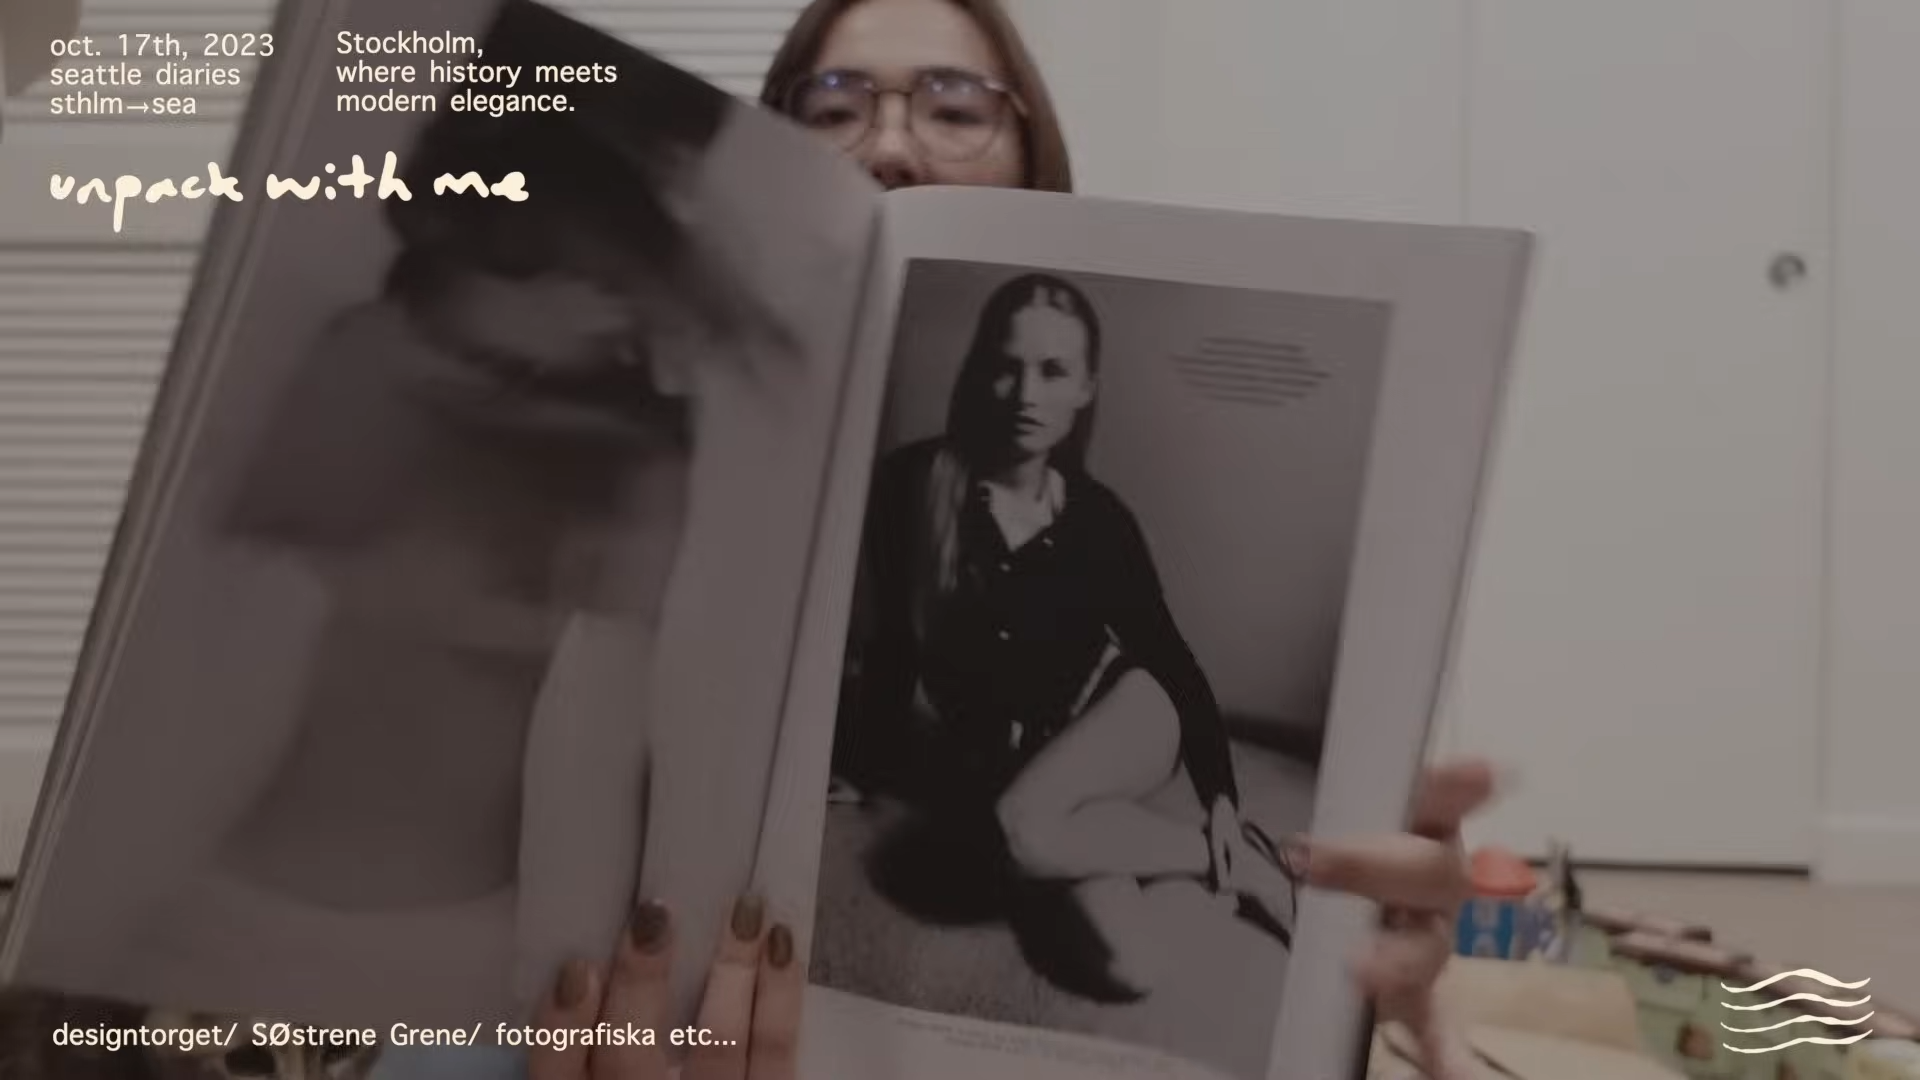 oct. 17th, 2023
seattle diaries
sthlm→sea
Stockholm,
where history meets
modern elegance.
unpack with me
designtorget/ SØstrene Grene/ fotografiska etc...